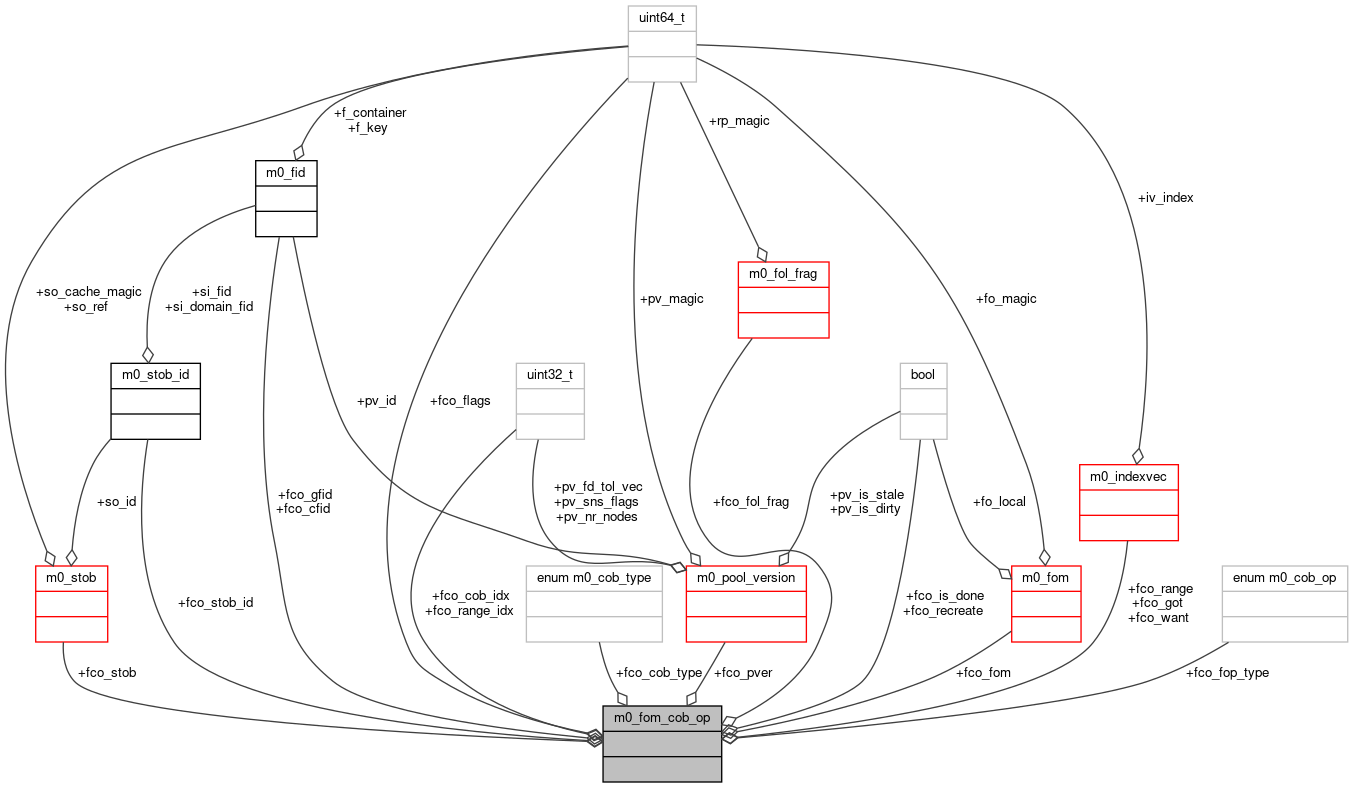 uint64_t
+f_container
+f_key
+rp_magic
m0_fid
+iv_index
m0_fol_frag
+so_cache_magic
+so_ref
+si_fid
+si_domain_fid
+pv_magic
+fo_magic
m0_stob_id
uint32_t
bool
+pv_id
+fco_flags
m0_indexvec
+so_id
+fco_gfid
+fco_cfid
+pv_fd_tol_vec
+pv_sns_flags
+pv_nr_nodes
+fco_fol_frag
+pv_is_stale
+pv_is_dirty
+fo_local
m0_stob
enum m0_cob_type
m0_pool_version
m0_fom
enum m0_cob_op
+fco_stob_id
+fco_cob_idx
+fco_range_idx
+fco_is_done
+fco_recreate
+fco_range
+fco_got
+fco_want
+fco_stob
+fco_cob_type
+fco_pver
+fco_fom
+fco_fop_type
m0_fom_cob_op